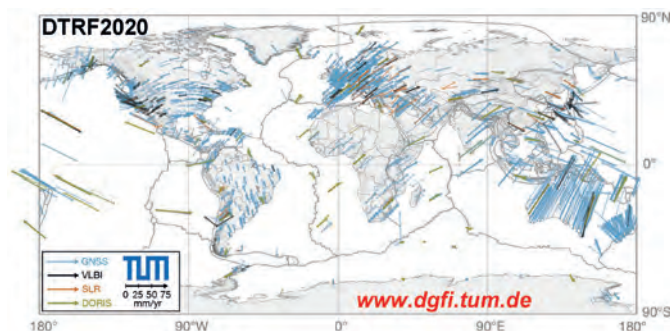 DTRF2020
90°N
0°
90°S
GNSS
VLBI
SLR
DORIS
TUM
0 25 50 75
mm/yr
www.dgfi.tum.de
180° 90°W 0° 90°E 180°